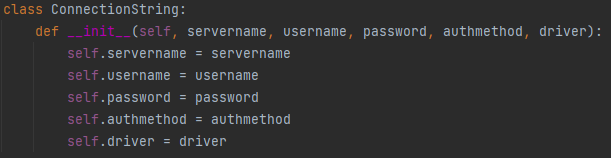 class ConnectionString:
    def __init__(self, servername, username, password, authmethod, driver):
        self.servername = servername
        self.username = username
        self.password = password
        self.authmethod = authmethod
        self.driver = driver